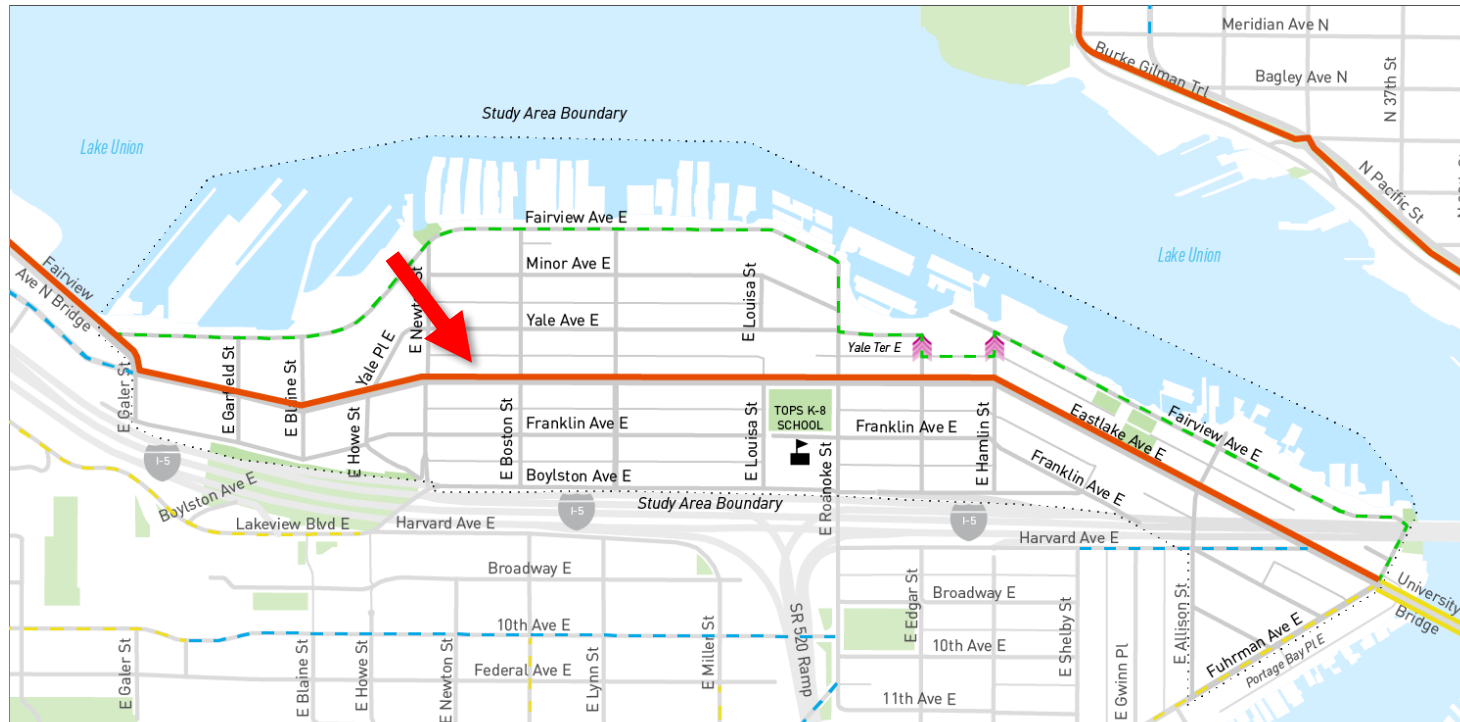 Meridian Ave N
Burke Gilman Trl
Bagley Ave N
N 37th St
Study Area Boundary
Lake Union
N Pacific St
Fairview Ave E
Lake Union
Fairview
Ave N Bridge
Minor Ave E
E Newton St
E Louisa St
Yale Ave E
Yale Pl E
Yale Ter E
E Galer St
E Garfield St
E Blaine St
E Howe St
E Boston St
Franklin Ave E
E Louisa St
TOPS K-8
SCHOOL
E Roanoke St
Franklin Ave E
E Hamlin St
Eastlake Ave E
Fairview Ave E
Franklin Ave E
I-5
Boylston Ave E
Boylston Ave E
Study Area Boundary
I-5
I-5
Lakeview Blvd E
Harvard Ave E
Harvard Ave E
Broadway E
SR 520 Ramp
E Edgar St
Broadway E
E Shelby St
E Gwinn Pl
E Allison St
University
Bridge
Fuhrman Ave E
Portage Bay Pl E
10th Ave E
10th Ave E
E Galer St
E Blaine St
E Howe St
E Newton St
Federal Ave E
E Lynn St
E Miller St
11th Ave E